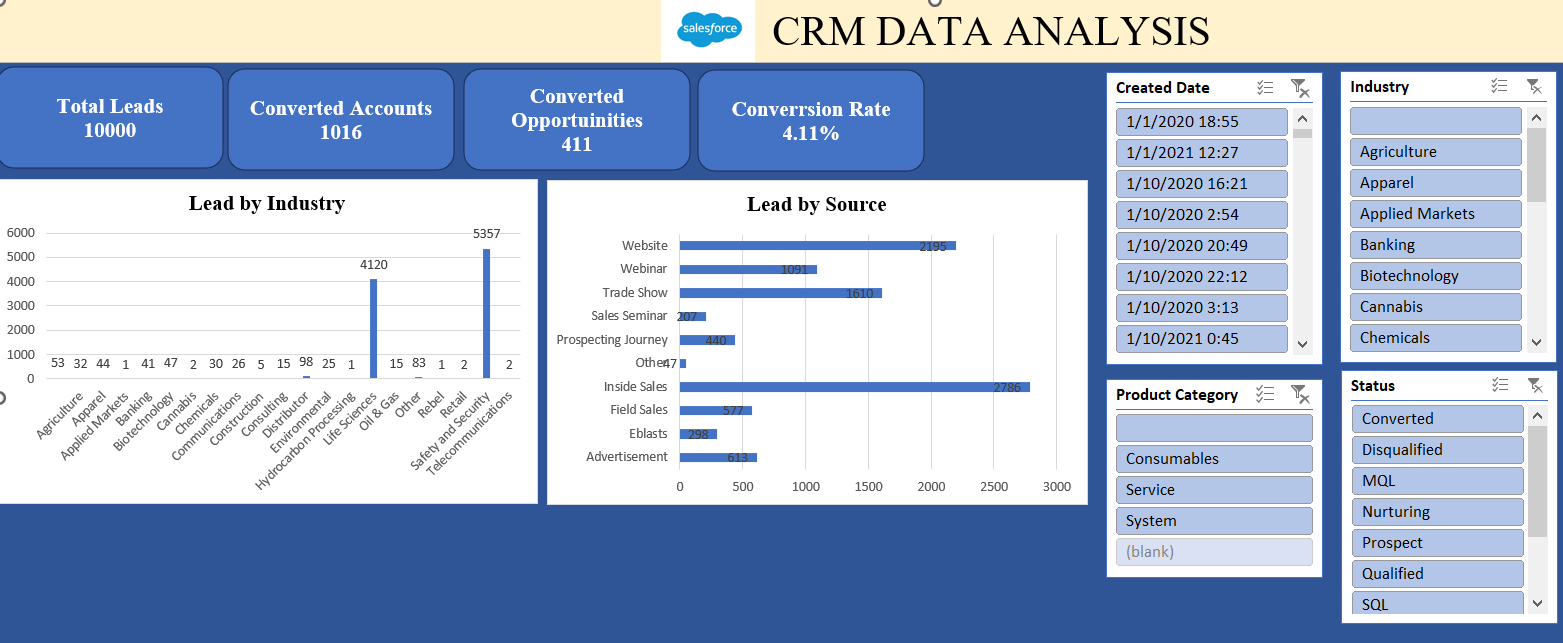 salesforce
CRM DATA ANALYSIS
Total Leads
10000
Converted Accounts
1016
Converted
Opportuinities
411
Converrsion Rate
4.11%
Lead by Industry
6000
5000
4000
3000
2000
1000
0
53 32 44 1 41 47 2 30 26 5 15 98 25 1 4120 15 83 1 2 5357 2
Agriculture
Apparel
Applied Markets
Banking
Biotechnology
Cannabis
Chemicals
Communications
Construction
Consulting
Distributor
Environmental
Hydrocarbon Processing
Life Sciences
Oil & Gas
Other
Rebel
Retail
Safety and Security
Telecommunications
Lead by Source
Website 2195
Webinar 1091
Trade Show 1610
Sales Seminar 207
Prospecting Journey 440
Other 47
Inside Sales 2786
Field Sales 577
Eblasts 298
Advertisement 613
0 500 1000 1500 2000 2500 3000
Created Date
1/1/2020 18:55
1/1/2021 12:27
1/10/2020 16:21
1/10/2020 2:54
1/10/2020 20:49
1/10/2020 22:12
1/10/2020 3:13
1/10/2021 0:45
Industry
Agriculture
Apparel
Applied Markets
Banking
Biotechnology
Cannabis
Chemicals
Product Category
Consumables
Service
System
(blank)
Status
Converted
Disqualified
MQL
Nurturing
Prospect
Qualified
SQL